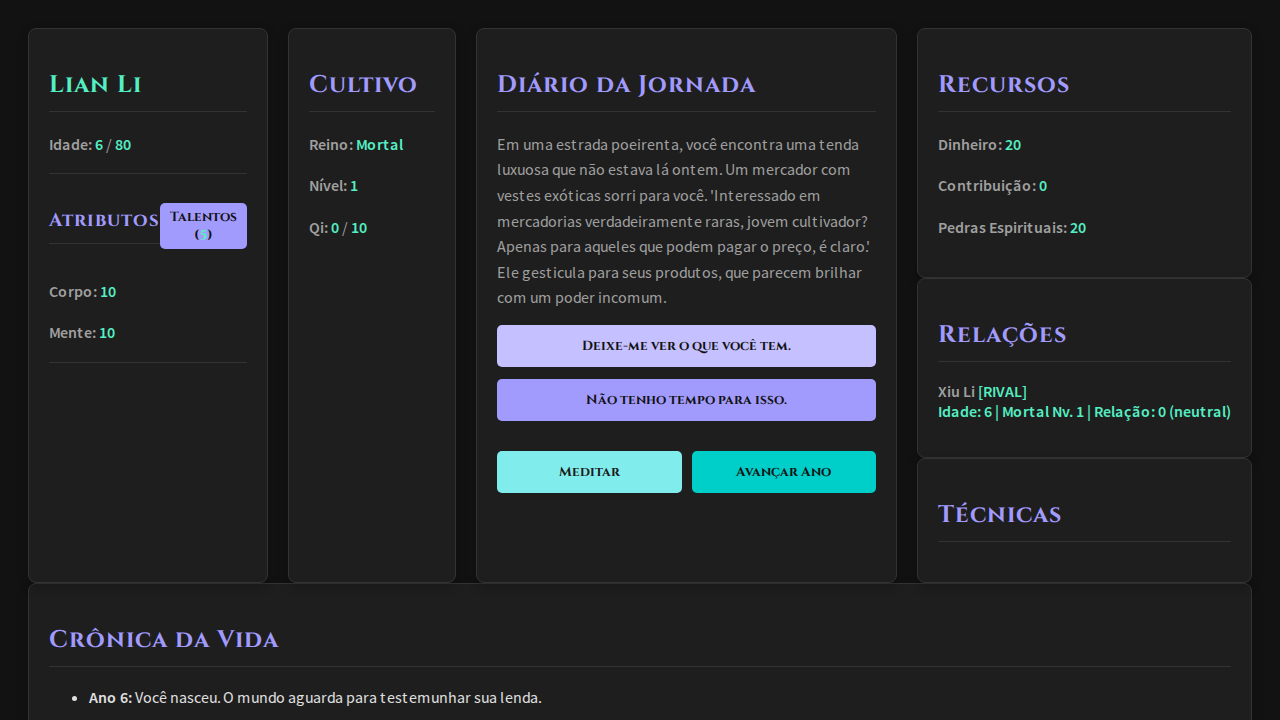 Lian Li
Idade: 6 / 80
Atributos
Talentos
(5)
Corpo: 10
Mente: 10
Cultivo
Reino: Mortal
Nível: 1
Qi: 0 / 10
Diário da Jornada
Em uma estrada poeirenta, você encontra uma tenda
luxuosa que não estava lá ontem. Um mercador com
vestes exóticas sorri para você. 'Interessado em
mercadorias verdadeiramente raras, jovem cultivador?
Apenas para aqueles que podem pagar o preço, é claro.'
Ele gesticula para seus produtos, que parecem brilhar
com um poder incomum.
Deixe-me ver o que você tem.
Não tenho tempo para isso.
Meditar
Avançar Ano
Recursos
Dinheiro: 20
Contribuição: 0
Pedras Espirituais: 20
Relações
Xiu Li [RIVAL]
Idade: 6 | Mortal Nv. 1 | Relação: 0 (neutral)
Técnicas
Crônica da Vida
• Ano 6: Você nasceu. O mundo aguarda para testemunhar sua lenda.